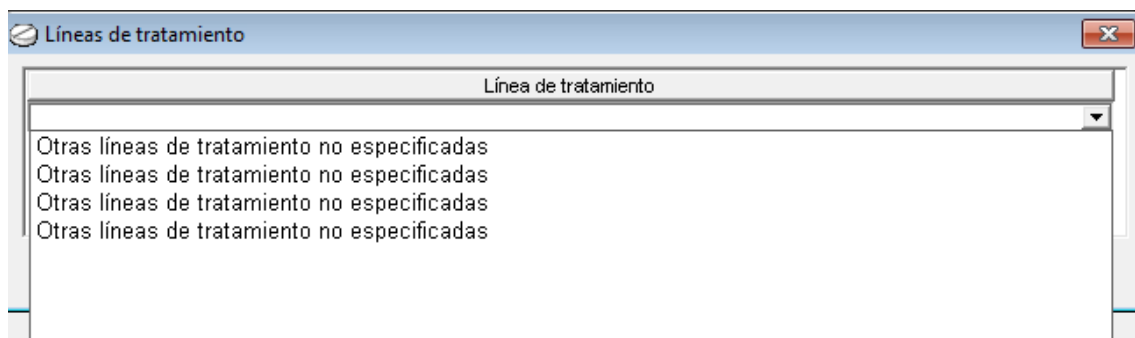 Líneas de tratamiento
Línea de tratamiento
Otras líneas de tratamiento no especificadas
Otras líneas de tratamiento no especificadas
Otras líneas de tratamiento no especificadas
Otras líneas de tratamiento no especificadas